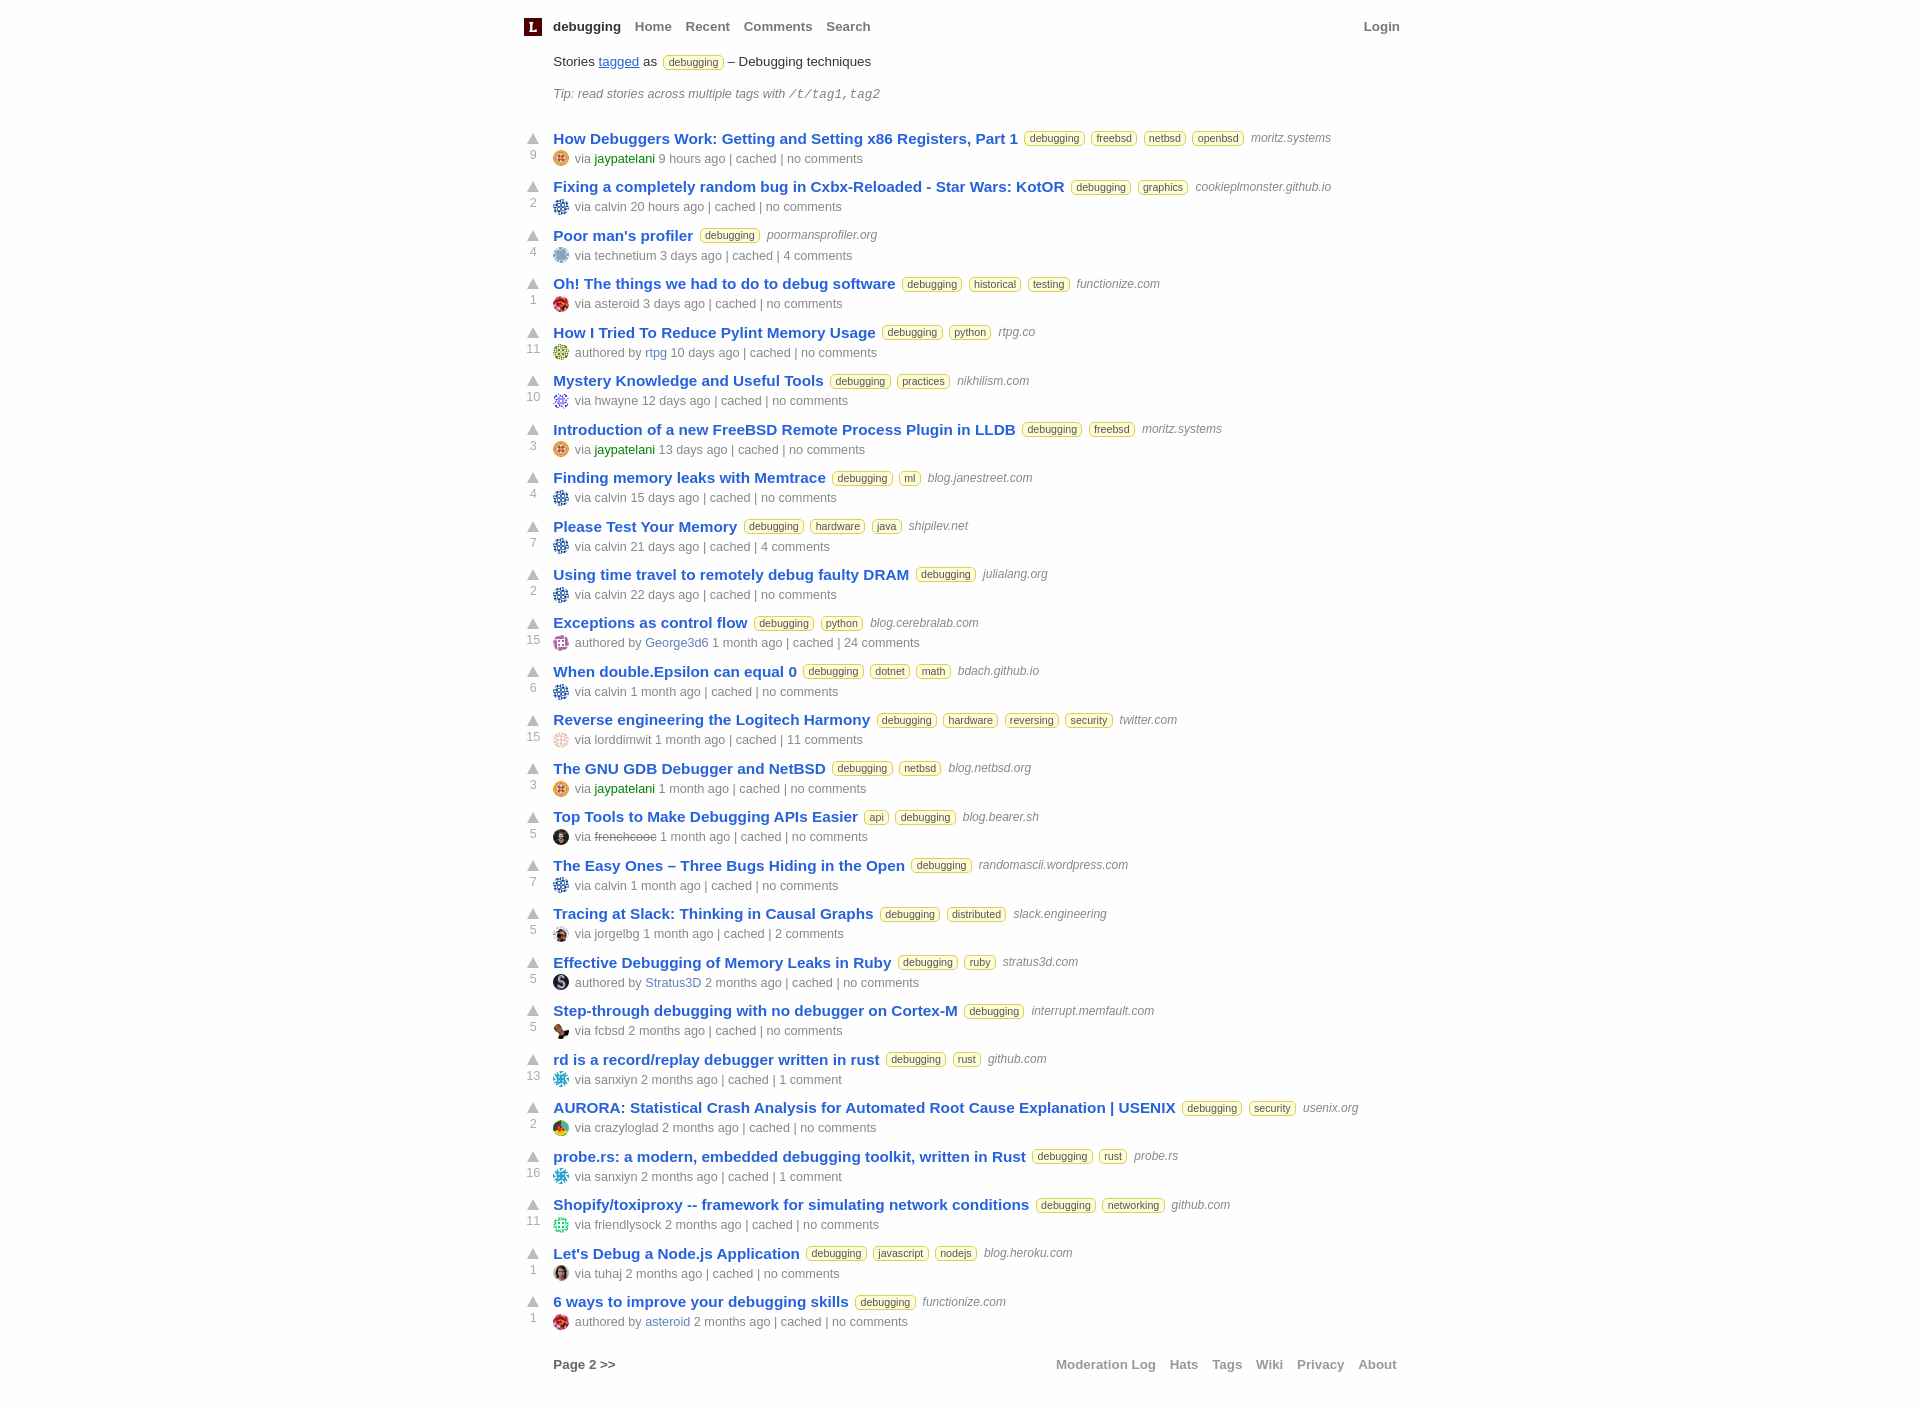 L debugging Home Recent Comments Search Login
Stories tagged as debugging – Debugging techniques
Tip: read stories across multiple tags with /t/tag1,tag2
How Debuggers Work: Getting and Setting x86 Registers, Part 1 debugging freebsd netbsd openbsd moritz.systems
9 via jaypatelani 9 hours ago | cached | no comments
Fixing a completely random bug in Cxbx-Reloaded - Star Wars: KotOR debugging graphics cookieplmonster.github.io
2 via calvin 20 hours ago | cached | no comments
Poor man's profiler debugging poormansprofiler.org
4 via technetium 3 days ago | cached | 4 comments
Oh! The things we had to do to debug software debugging historical testing functionize.com
1 via asteroid 3 days ago | cached | no comments
How I Tried To Reduce Pylint Memory Usage debugging python rtpg.co
11 authored by rtpg 10 days ago | cached | no comments
Mystery Knowledge and Useful Tools debugging practices nikhilism.com
10 via hwayne 12 days ago | cached | no comments
Introduction of a new FreeBSD Remote Process Plugin in LLDB debugging freebsd moritz.systems
3 via jaypatelani 13 days ago | cached | no comments
Finding memory leaks with Memtrace debugging ml blog.janestreet.com
4 via calvin 15 days ago | cached | no comments
Please Test Your Memory debugging hardware java shipilev.net
7 via calvin 21 days ago | cached | 4 comments
Using time travel to remotely debug faulty DRAM debugging julialang.org
2 via calvin 22 days ago | cached | no comments
Exceptions as control flow debugging python blog.cerebralab.com
15 authored by George3d6 1 month ago | cached | 24 comments
When double.Epsilon can equal 0 debugging dotnet math bdach.github.io
6 via calvin 1 month ago | cached | no comments
Reverse engineering the Logitech Harmony debugging hardware reversing security twitter.com
15 via lorddimwit 1 month ago | cached | 11 comments
The GNU GDB Debugger and NetBSD debugging netbsd blog.netbsd.org
3 via jaypatelani 1 month ago | cached | no comments
Top Tools to Make Debugging APIs Easier api debugging blog.bearer.sh
5 via frenchcooc 1 month ago | cached | no comments
The Easy Ones – Three Bugs Hiding in the Open debugging randomascii.wordpress.com
7 via calvin 1 month ago | cached | no comments
Tracing at Slack: Thinking in Causal Graphs debugging distributed slack.engineering
5 via jorgelbg 1 month ago | cached | 2 comments
Effective Debugging of Memory Leaks in Ruby debugging ruby stratus3d.com
5 authored by Stratus3D 2 months ago | cached | no comments
Step-through debugging with no debugger on Cortex-M debugging interrupt.memfault.com
5 via fcbsd 2 months ago | cached | no comments
rd is a record/replay debugger written in rust debugging rust github.com
13 via sanxiyn 2 months ago | cached | 1 comment
AURORA: Statistical Crash Analysis for Automated Root Cause Explanation | USENIX debugging security usenix.org
2 via crazyloglad 2 months ago | cached | no comments
probe.rs: a modern, embedded debugging toolkit, written in Rust debugging rust probe.rs
16 via sanxiyn 2 months ago | cached | 1 comment
Shopify/toxiproxy -- framework for simulating network conditions debugging networking github.com
11 via friendlysock 2 months ago | cached | no comments
Let's Debug a Node.js Application debugging javascript nodejs blog.heroku.com
1 via tuhaj 2 months ago | cached | no comments
6 ways to improve your debugging skills debugging functionize.com
1 authored by asteroid 2 months ago | cached | no comments
Page 2 >> Moderation Log Hats Tags Wiki Privacy About